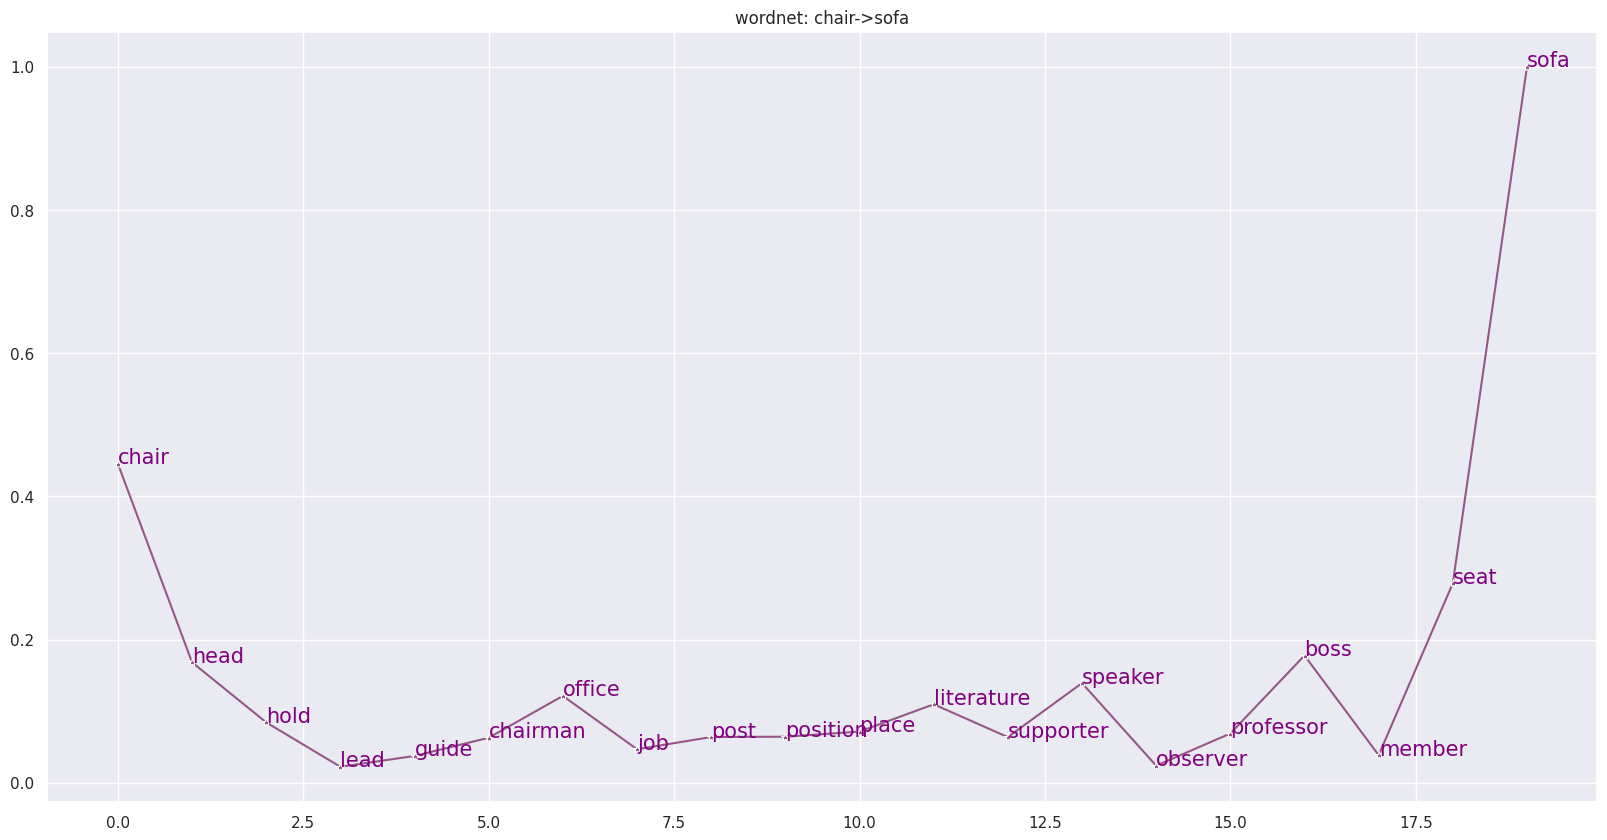 wordnet: chair->sofa
1.0
0.8
0.6
0.4
0.2
0.0
chair
head
hold
lead
guide
chairman
office
job
post
position
place
literature
supporter
speaker
observer
professor
boss
member
seat
sofa
0.0 2.5 5.0 7.5 10.0 12.5 15.0 17.5